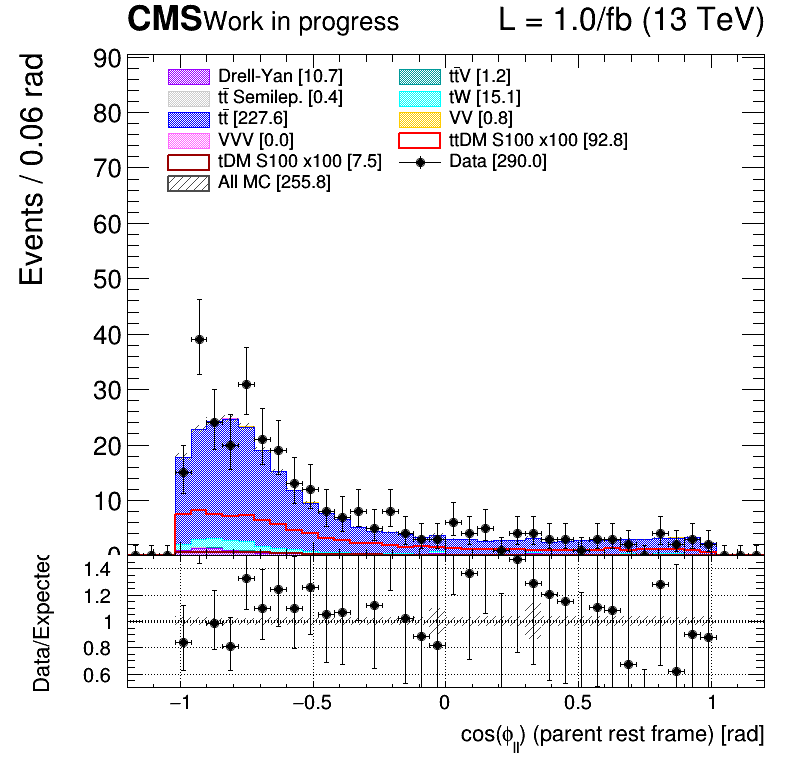 CMS Work in progress L = 1.0/fb (13 TeV)
Events / 0.06 rad
90
80
70
60
50
40
30
20
10
0
Drell-Yan [10.7]
tt̄ Semilep. [0.4]
tt̄ [227.6]
VVV [0.0]
tDM S100 x100 [7.5]
All MC [255.8]
tt̄V [1.2]
tW [15.1]
VV [0.8]
ttDM S100 x100 [92.8]
Data [290.0]
Data/Expected
1.4
1.2
1
0.8
0.6
−1 −0.5 0 0.5 1
cos(ϕ_ll) (parent rest frame) [rad]